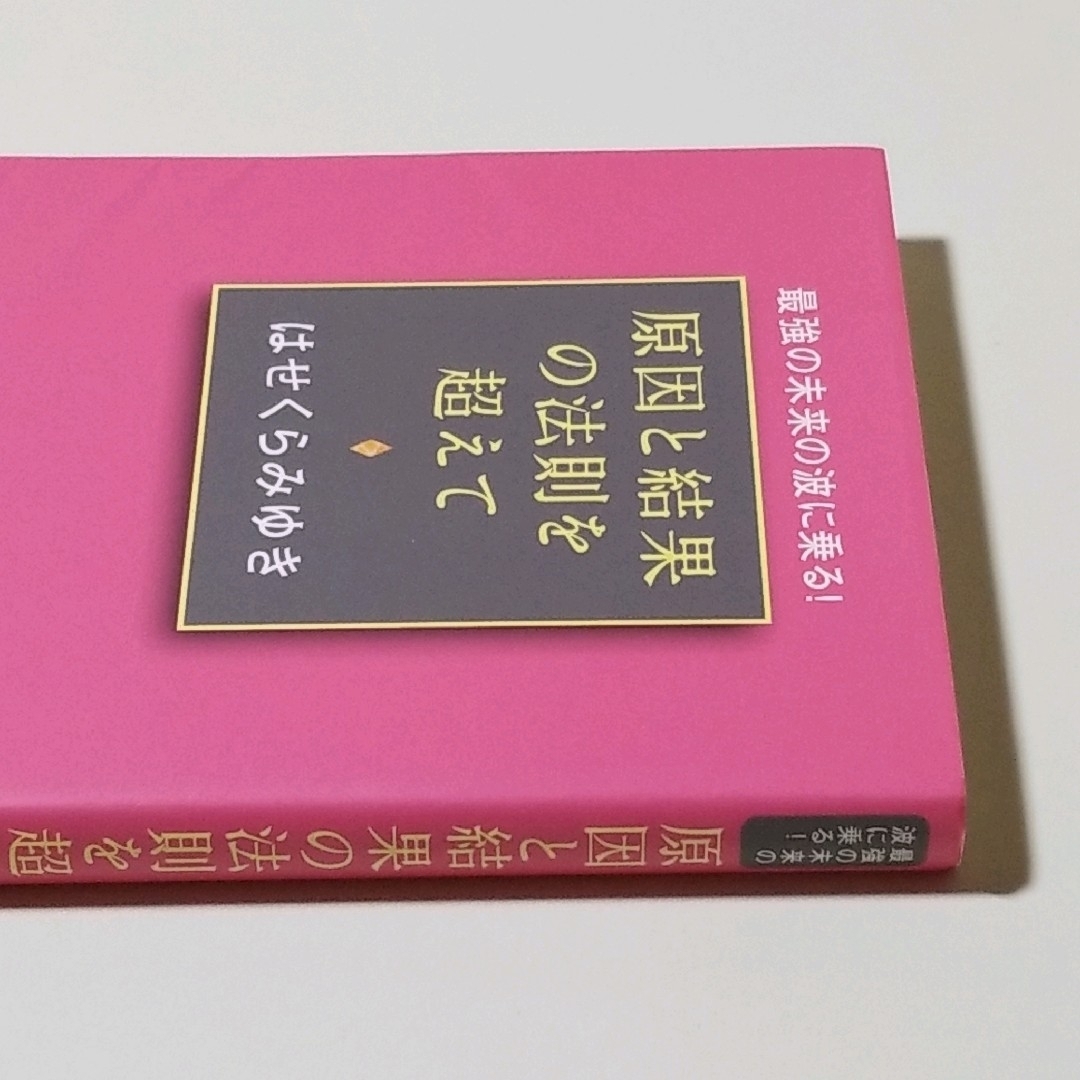 最強の未来の波に乗る!
原因と結果
の法則を
超えて
はせくらみゆき
最強の未来の
波に乗る!
原因と結果の法則を超